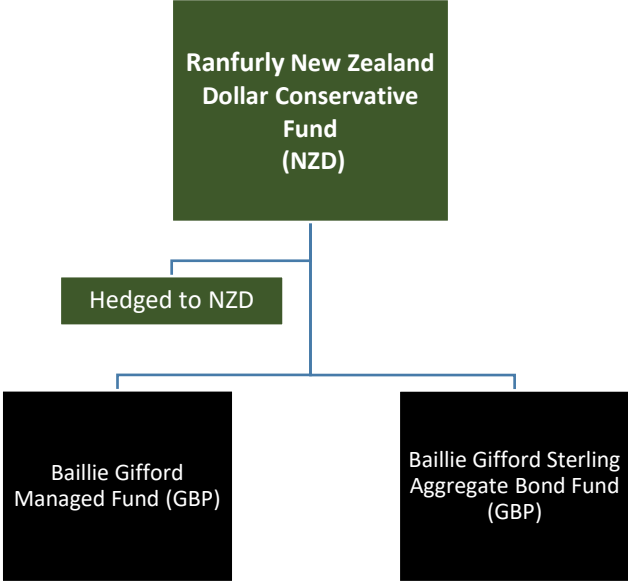 Ranfurly New Zealand
Dollar Conservative
Fund
(NZD)
Hedged to NZD
Baillie Gifford
Managed Fund (GBP)
Baillie Gifford Sterling
Aggregate Bond Fund
(GBP)